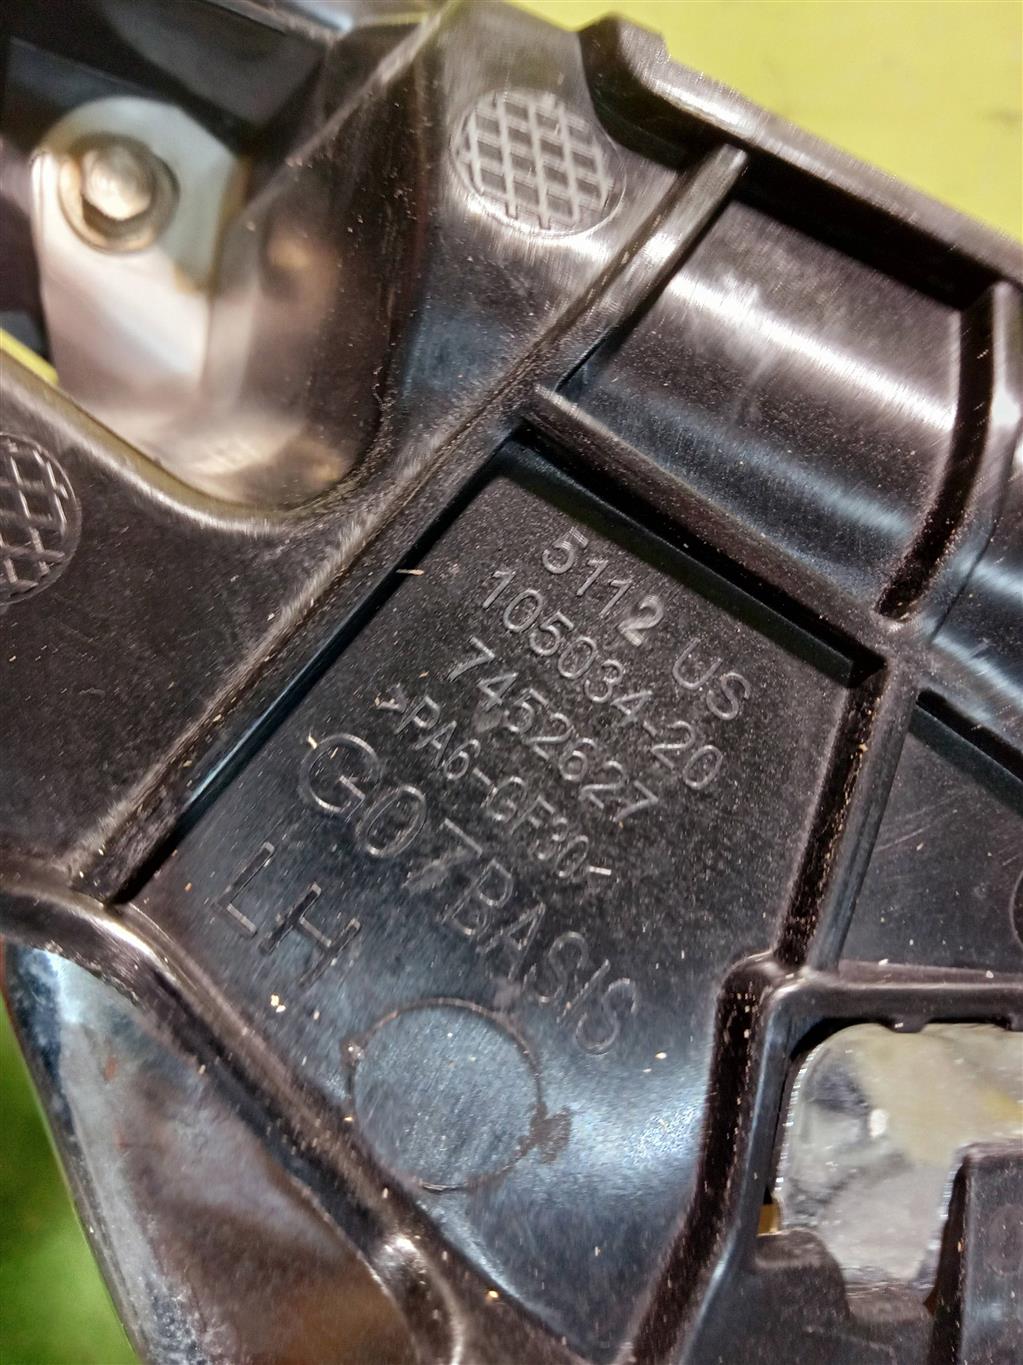 5112 US
105034-20
7452627
>PA6-GF30<
G07BASIS
LH